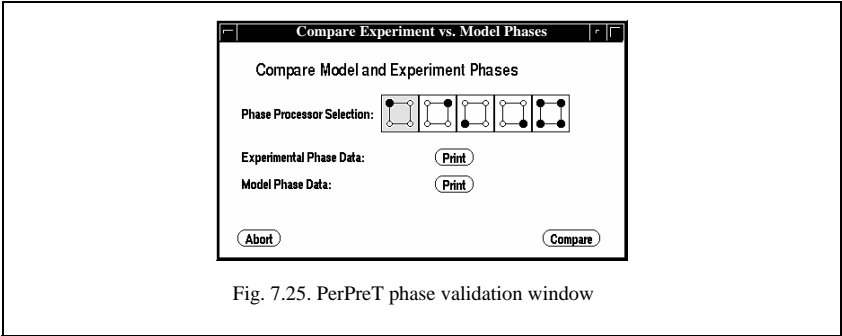 Compare Experiment vs. Model Phases
Compare Model and Experiment Phases
Phase Processor Selection:
Experimental Phase Data: Print
Model Phase Data: Print
Abort Compare
Fig. 7.25. PerPreT phase validation window